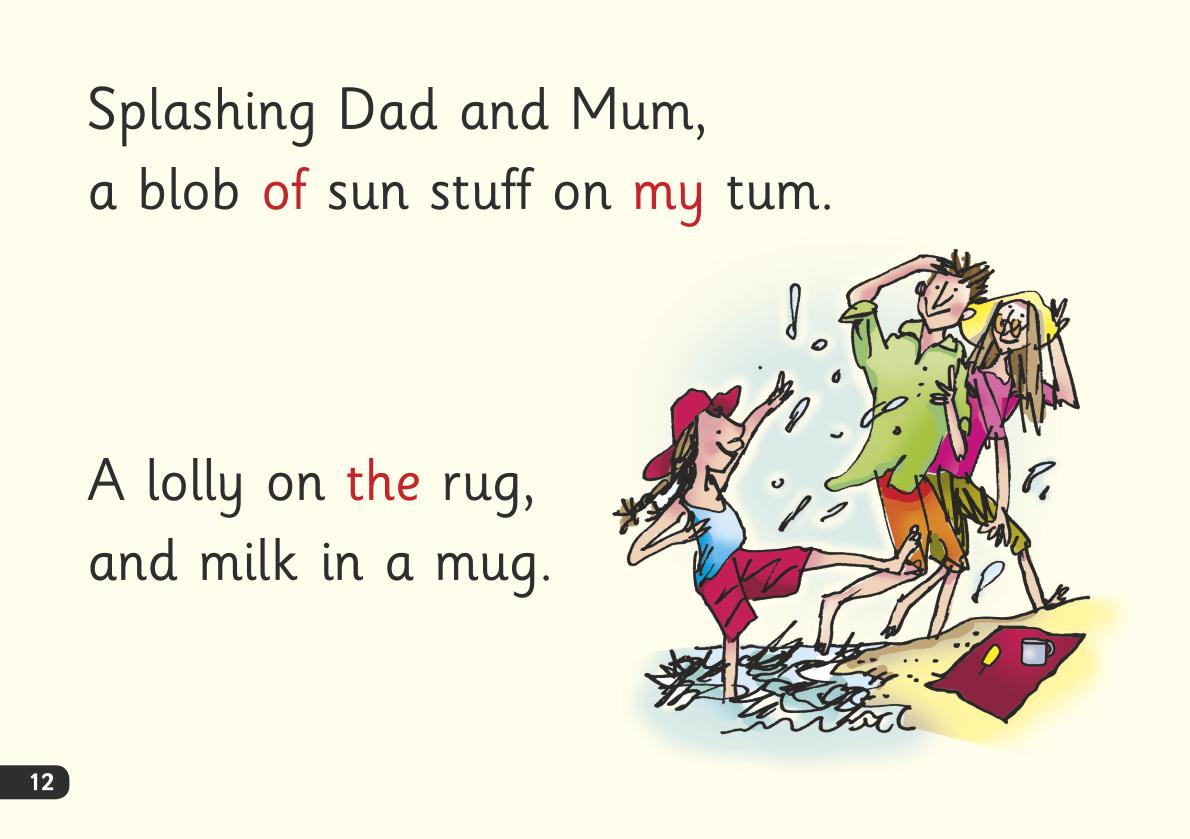 Splashing Dad and Mum,
a blob of sun stuff on my tum.
A lolly on the rug,
and milk in a mug.
12